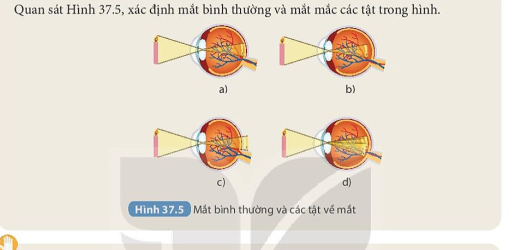 Quan sát Hình 37.5, xác định mắt bình thường và mắt mắc các tật trong hình.
a) b)
c) d)
Hình 37.5 Mắt bình thường và các tật về mắt